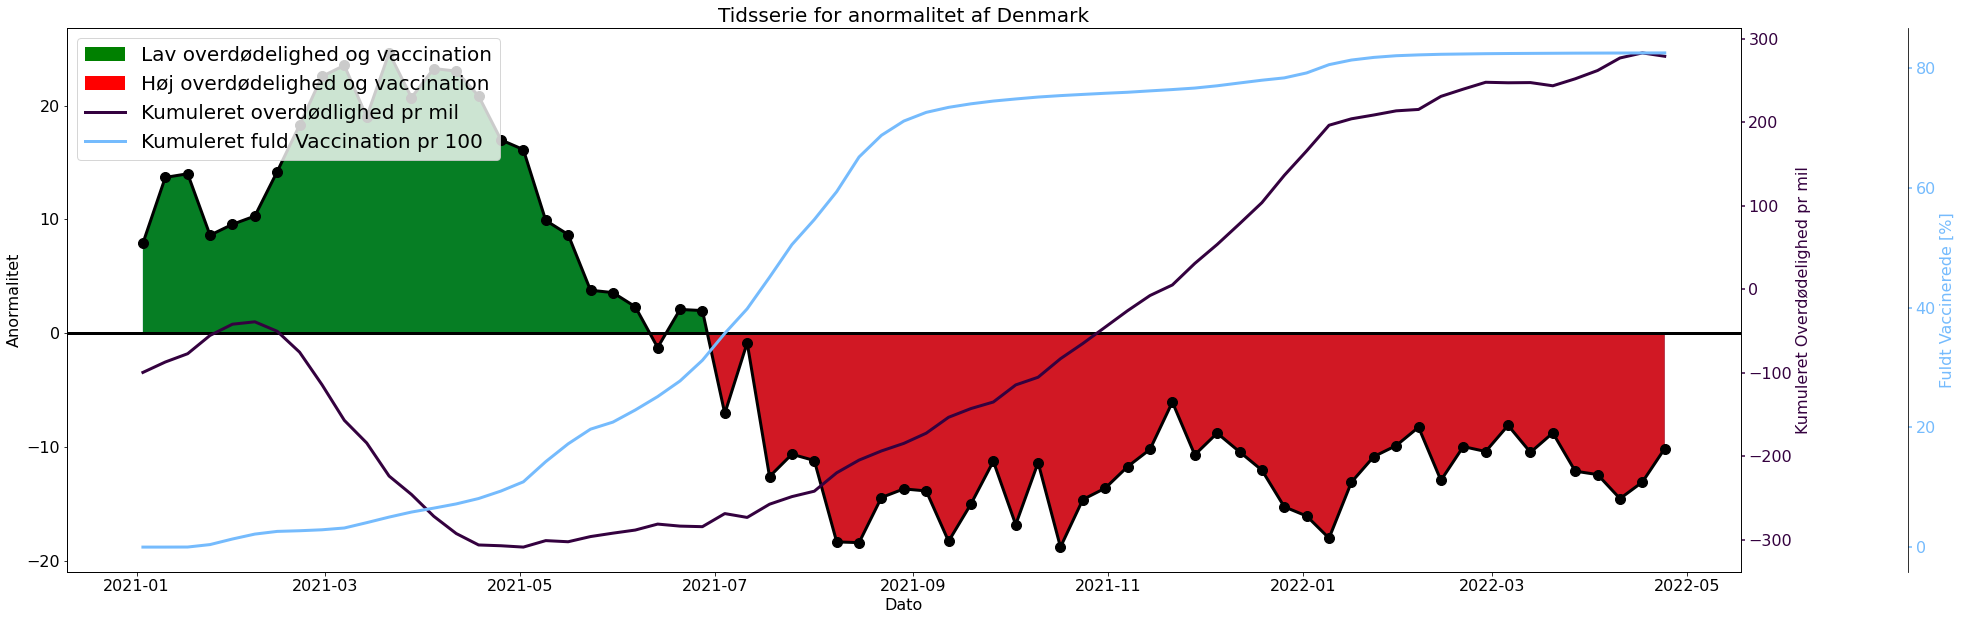 Tidsserie for anormalitet af Denmark
Lav overdødelighed og vaccination
Høj overdødelighed og vaccination
Kumuleret overdødlighed pr mil
Kumuleret fuld Vaccination pr 100
Anormalitet
20
10
0
−10
−20
2021-01
2021-03
2021-05
2021-07
2021-09
2021-11
2022-01
2022-03
2022-05
Dato
300
200
100
0
−100
−200
−300
Kumuleret Overdødelighed pr mil
80
60
40
20
0
Fuldt Vaccinerede [%]